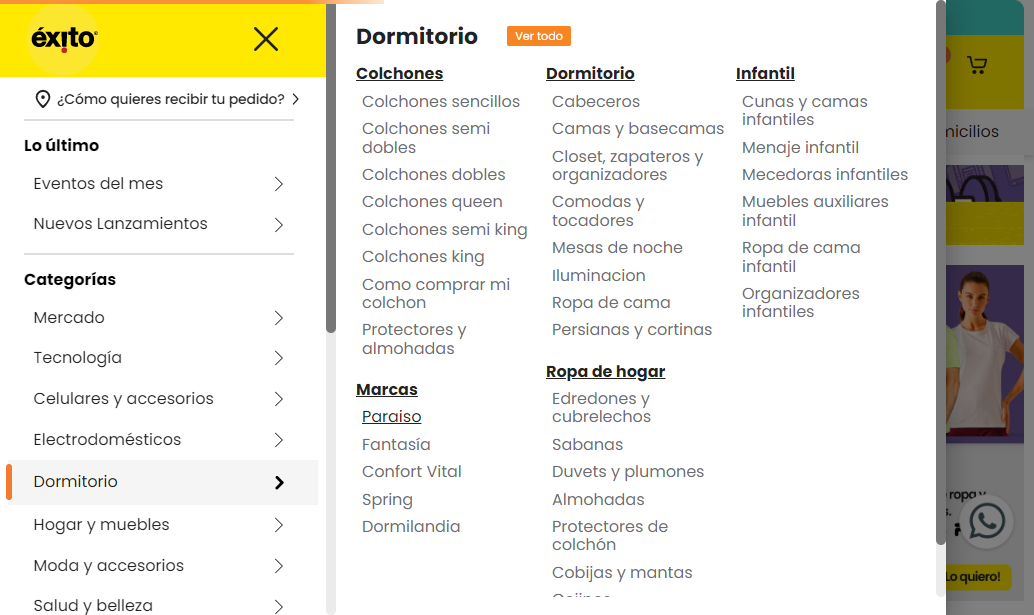 éxito
¿Cómo quieres recibir tu pedido?
Lo último
Eventos del mes
Nuevos Lanzamientos
Categorías
Mercado
Tecnología
Celulares y accesorios
Electrodomésticos
Dormitorio
Hogar y muebles
Moda y accesorios
Salud y belleza
Dormitorio
Ver todo
Colchones
Colchones sencillos
Colchones semi
dobles
Colchones dobles
Colchones queen
Colchones semi king
Colchones king
Como comprar mi
colchon
Protectores y
almohadas
Marcas
Paraiso
Fantasía
Confort Vital
Spring
Dormilandia
Dormitorio
Cabeceros
Camas y basecamas
Closet, zapateros y
organizadores
Comodas y
tocadores
Mesas de noche
Iluminacion
Ropa de cama
Persianas y cortinas
Ropa de hogar
Edredones y
cubrelechos
Sabanas
Duvets y plumones
Almohadas
Protectores de
colchón
Cobijas y mantas
Infantil
Cunas y camas
infantiles
Menaje infantil
Mecedoras infantiles
Muebles auxiliares
infantil
Ropa de cama
infantil
Organizadores
infantiles
micilios
ropa y
Lo quiero!